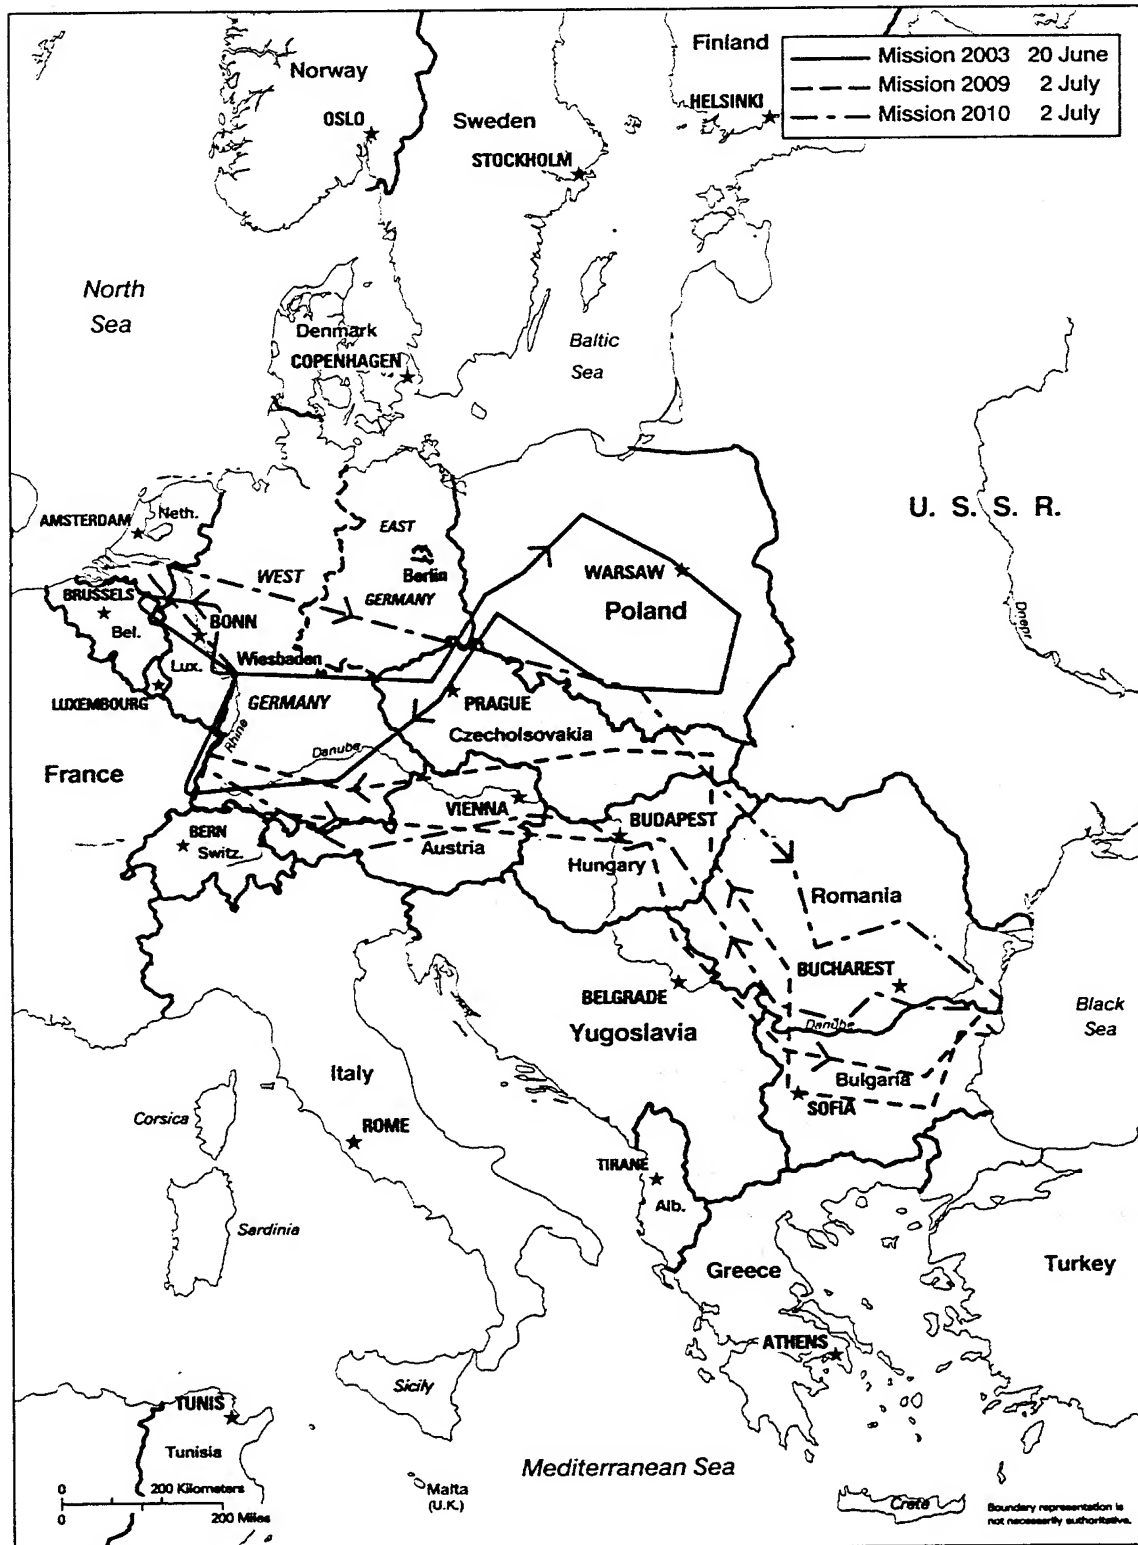 Finland
Mission 2003 20 June
Mission 2009 2 July
Mission 2010 2 July
Norway
HELSINKI
OSLO
Sweden
STOCKHOLM
North
Sea
Denmark
COPENHAGEN
Baltic
Sea
U. S. S. R.
AMSTERDAM
Neth.
EAST
Berlin
WEST
GERMANY
WARSAW
Poland
BRUSSELS
BONN
Bel.
Dnepr
Lux.
Wiesbaden
LUXEMBOURG
GERMANY
PRAGUE
Czecholsovakia
Rhine
Danube
France
VIENNA
BUDAPEST
BERN
Switz.
Austria
Hungary
Romania
BUCHAREST
BELGRADE
Danube
Yugoslavia
Black
Sea
Italy
Bulgaria
SOFIA
Corsica
ROME
TIRANE
Alb.
Sardinia
Greece
Turkey
ATHENS
Sicily
TUNIS
Tunisia
Mediterranean Sea
Malta
(U.K.)
Crete
0 200 Kilometers
0 200 Miles
Boundary representation is
not necessarily authoritative.